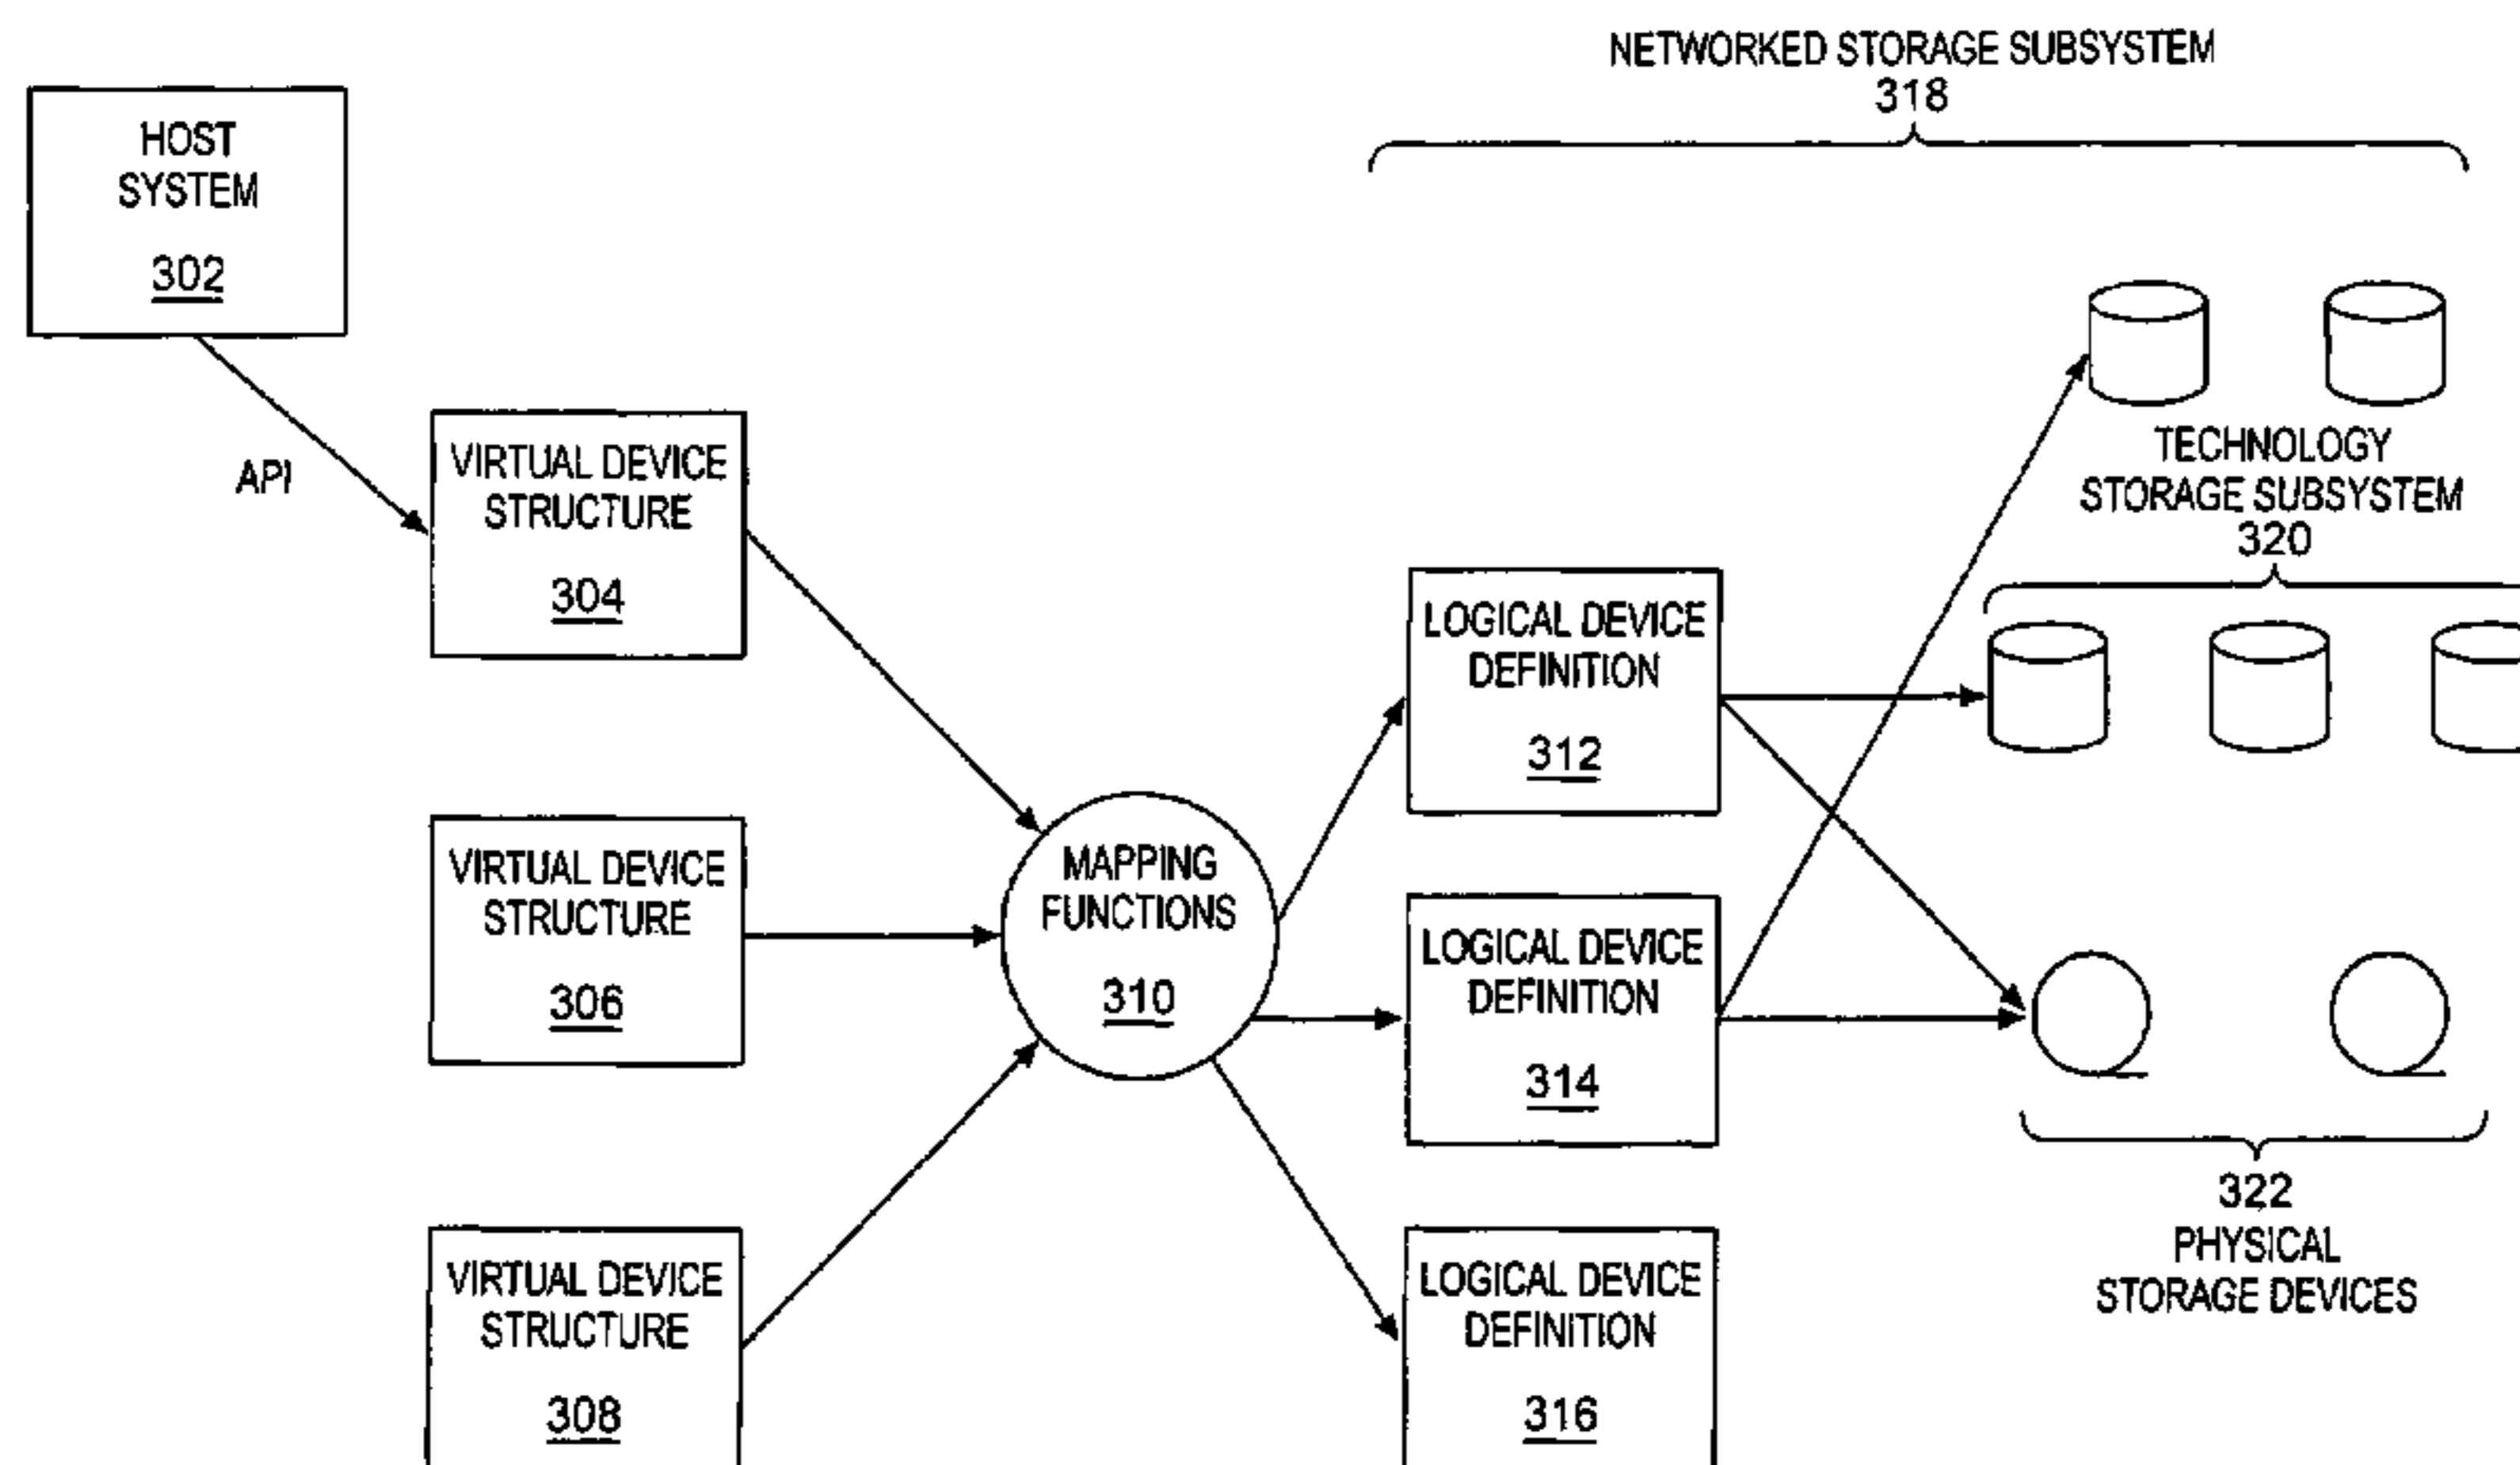 NETWORKED STORAGE SUBSYSTEM
318
HOST
SYSTEM
302
API
VIRTUAL DEVICE
STRUCTURE
304
TECHNOLOGY
STORAGE SUBSYSTEM
320
LOGICAL DEVICE
DEFINITION
312
VIRTUAL DEVICE
STRUCTURE
306
MAPPING
FUNCTIONS
310
LOGICAL DEVICE
DEFINITION
314
322
PHYSICAL
STORAGE DEVICES
VIRTUAL DEVICE
STRUCTURE
308
LOGICAL DEVICE
DEFINITION
316